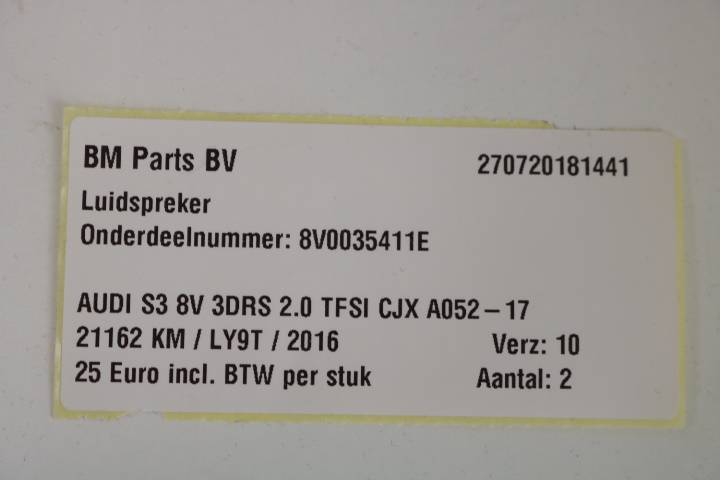 BM Parts BV 270720181441
Luidspreker
Onderdeelnummer: 8V0035411E
AUDI S3 8V 3DRS 2.0 TFSI CJX A052-17
21162 KM / LY9T / 2016 Verz: 10
25 Euro incl. BTW per stuk Aantal: 2